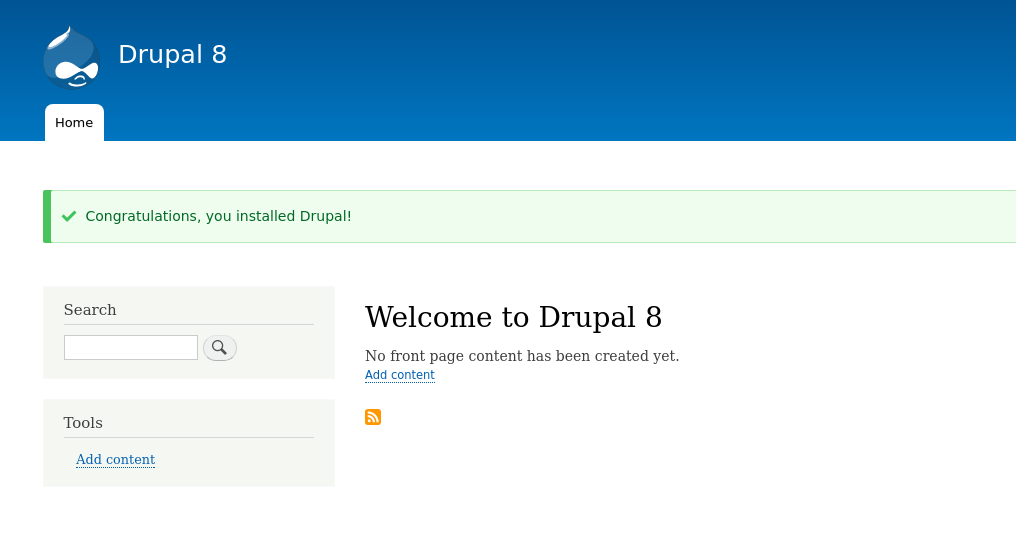 Drupal 8
Home
Congratulations, you installed Drupal!
Search
Tools
Add content
Welcome to Drupal 8
No front page content has been created yet.
Add content